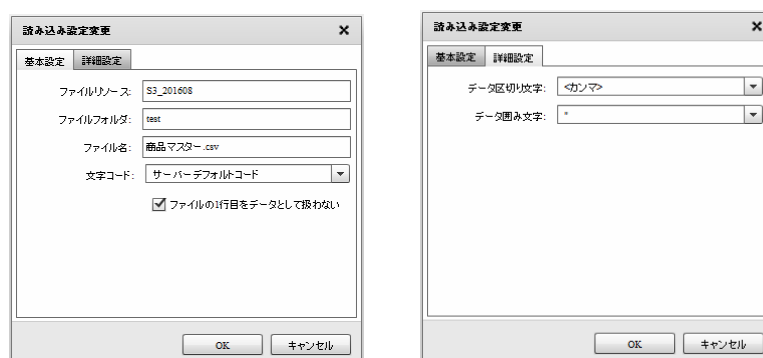 読み込み設定変更
基本設定 詳細設定
ファイルリソース: S3_201608
ファイルフォルダ: test
ファイル名: 商品マスター.csv
文字コード: サーバーデフォルトコード
ファイルの1行目をデータとして扱わない
OK キャンセル
読み込み設定変更
基本設定 詳細設定
データ区切り文字: <カンマ>
データ囲み文字: "
OK キャンセル